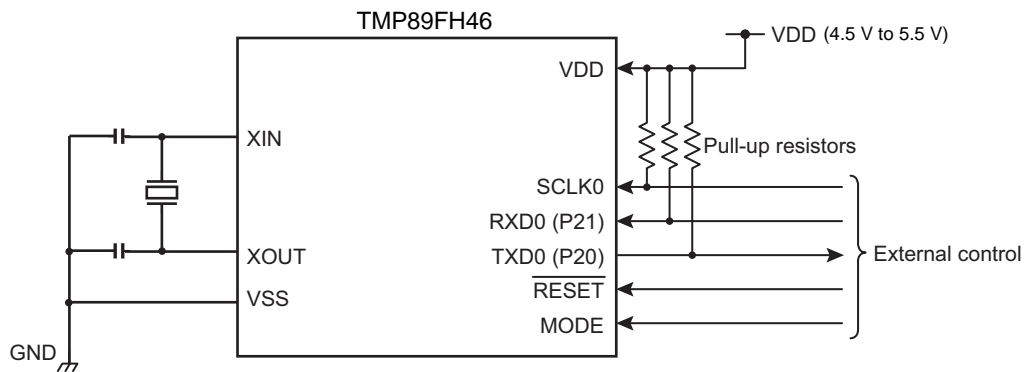 TMP89FH46
VDD (4.5 V to 5.5 V)
VDD
XIN
Pull-up resistors
SCLK0
RXD0 (P21)
XOUT
TXD0 (P20)
External control
VSS
RESET
MODE
GND